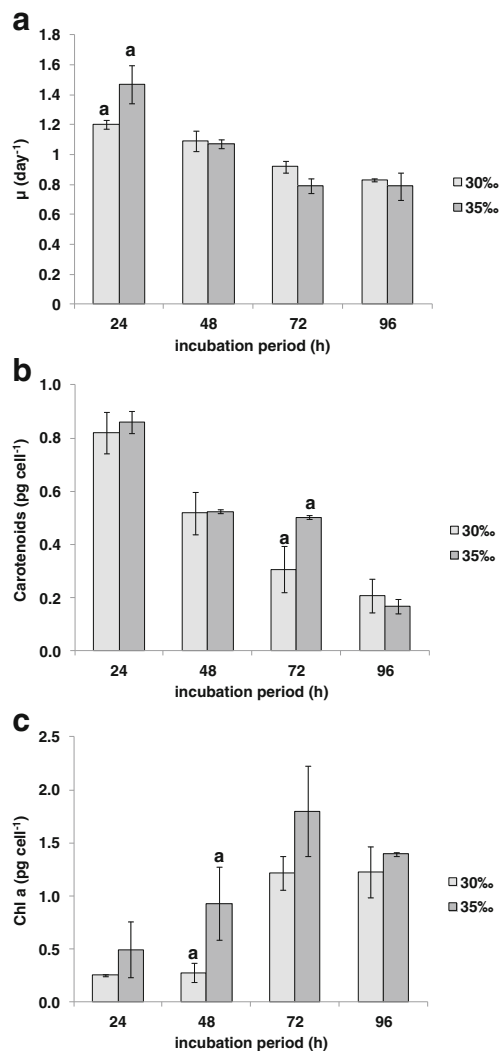 a
1.8
1.6
1.4
1.2
1
0.8
0.6
0.4
0.2
0
µ (day⁻¹)
a
a
24
48
72
96
incubation period (h)
30‰
35‰
b
1.0
0.8
0.6
0.4
0.2
0.0
Carotenoids (pg cell⁻¹)
a
a
24
48
72
96
incubation period (h)
30‰
35‰
c
2.5
2.0
1.5
1.0
0.5
0.0
Chl a (pg cell⁻¹)
a
a
24
48
72
96
incubation period (h)
30‰
35‰